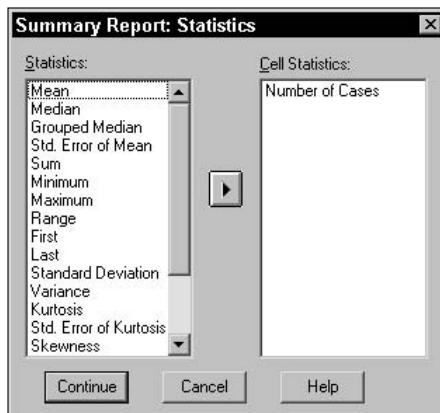 Summary Report: Statistics
Statistics:
Mean
Median
Grouped Median
Std. Error of Mean
Sum
Minimum
Maximum
Range
First
Last
Standard Deviation
Variance
Kurtosis
Std. Error of Kurtosis
Skewness
Cell Statistics:
Number of Cases
Continue
Cancel
Help